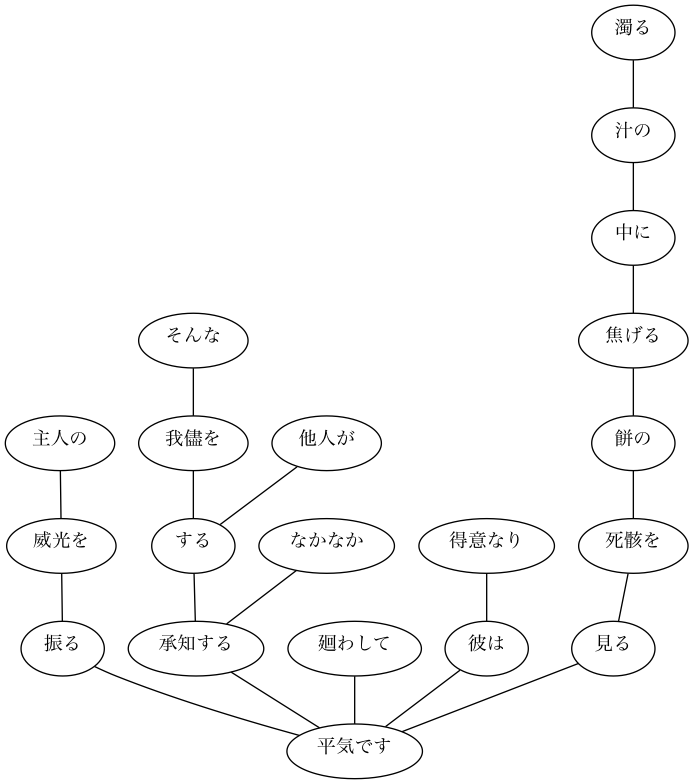 濁る
汁の
中に
そんな
焦げる
主人の
我儘を
他人が
餅の
威光を
する
なかなか
得意なり
死骸を
振る
承知する
廻わして
彼は
見る
平気です